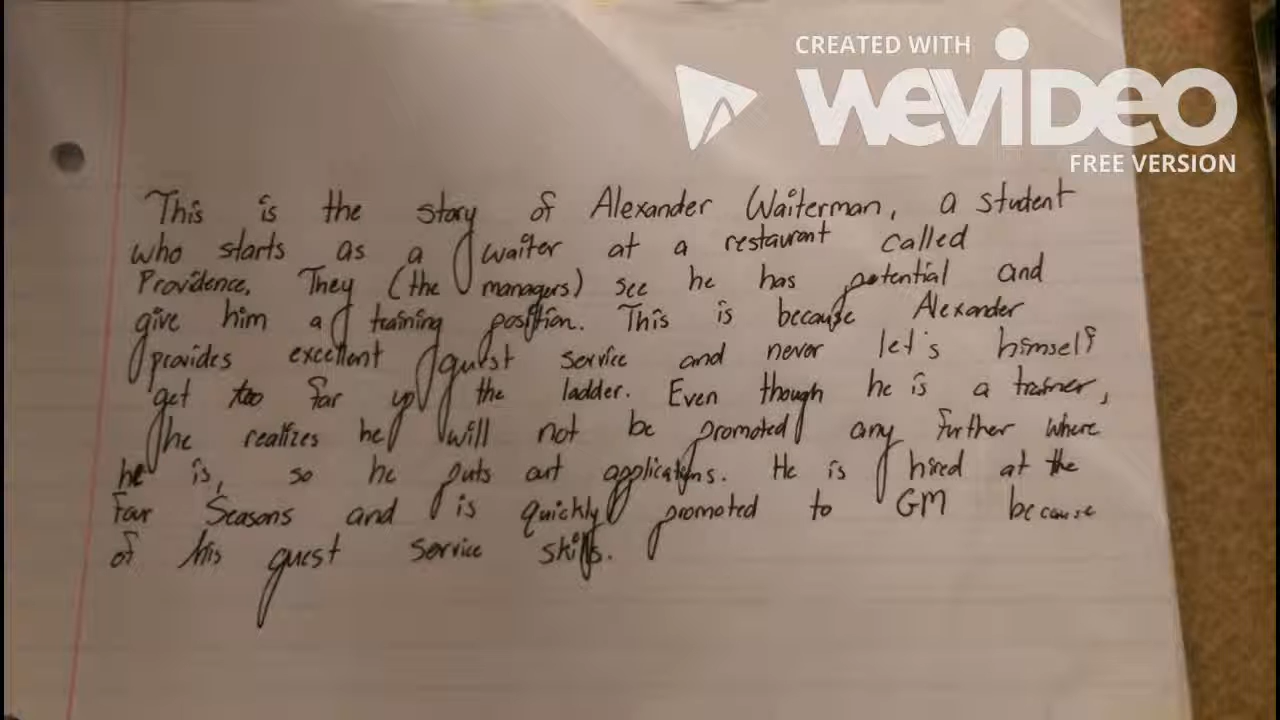 CREATED WITH
WEVIDEO
FREE VERSION
This is the story of Alexander Waiterman, a student
who starts as a waiter at a restaurant called
Providence. They (the managers) see he has potential and
give him a training position. This is because Alexander
provides excellent guest service and never let's himself
get too far up the ladder. Even though he is a trainer,
he realizes he will not be promoted any further where
he is, so he puts out applications. He is hired at the
Four Seasons and is quickly promoted to GM because
of his guest service skills.